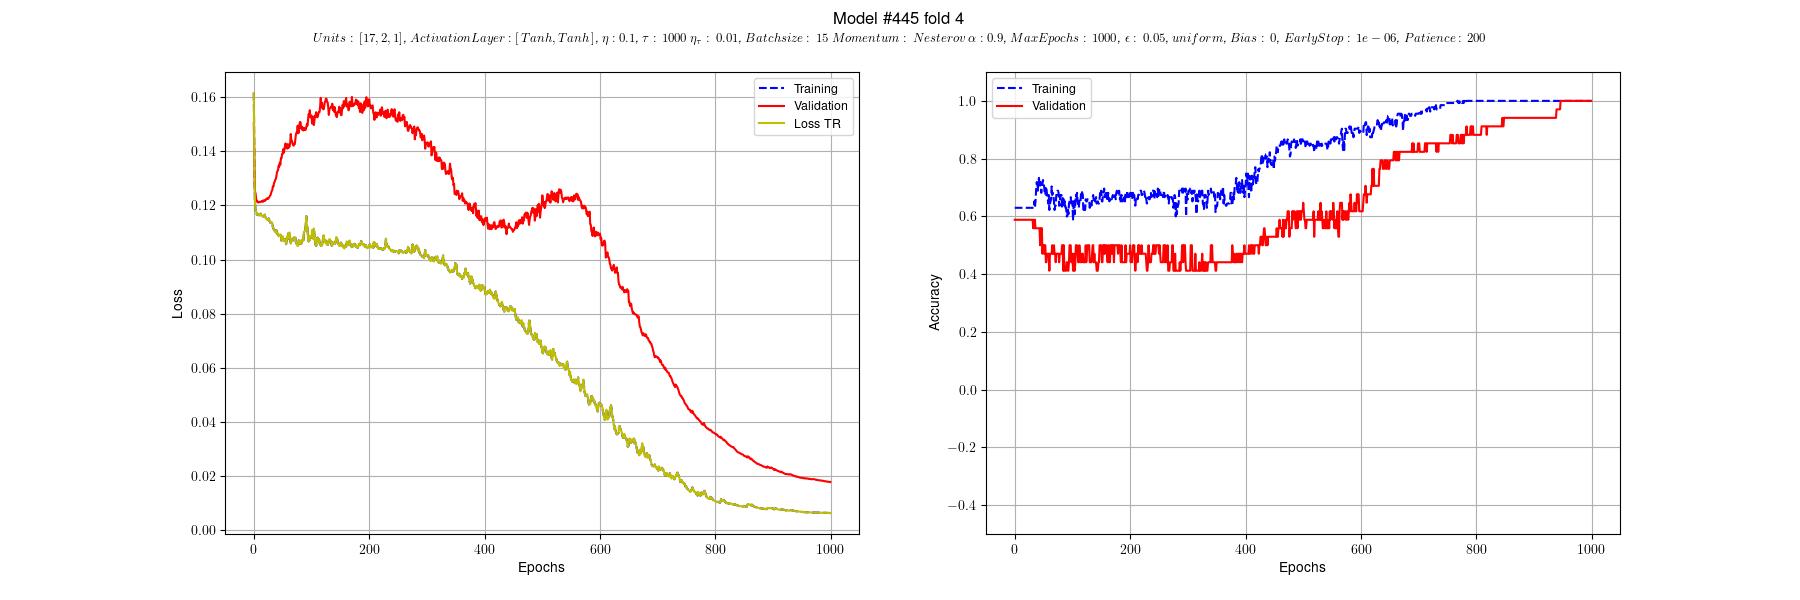 Model #445 fold 4
Units : [17, 2, 1], ActivationLayer : [Tanh, Tanh], η : 0.1, τ : 1000 η_τ : 0.01, Batchsize : 15 Momentum : Nesterov α : 0.9, MaxEpochs : 1000, ϵ : 0.05, uniform, Bias : 0, EarlyStop : 1e − 06, Patience : 200
Training
Validation
Loss TR
0.16
0.14
0.12
0.10
0.08
0.06
0.04
0.02
0.00
Loss
0 200 400 600 800 1000
Epochs
Training
Validation
1.0
0.8
0.6
0.4
0.2
0.0
−0.2
−0.4
Accuracy
0 200 400 600 800 1000
Epochs